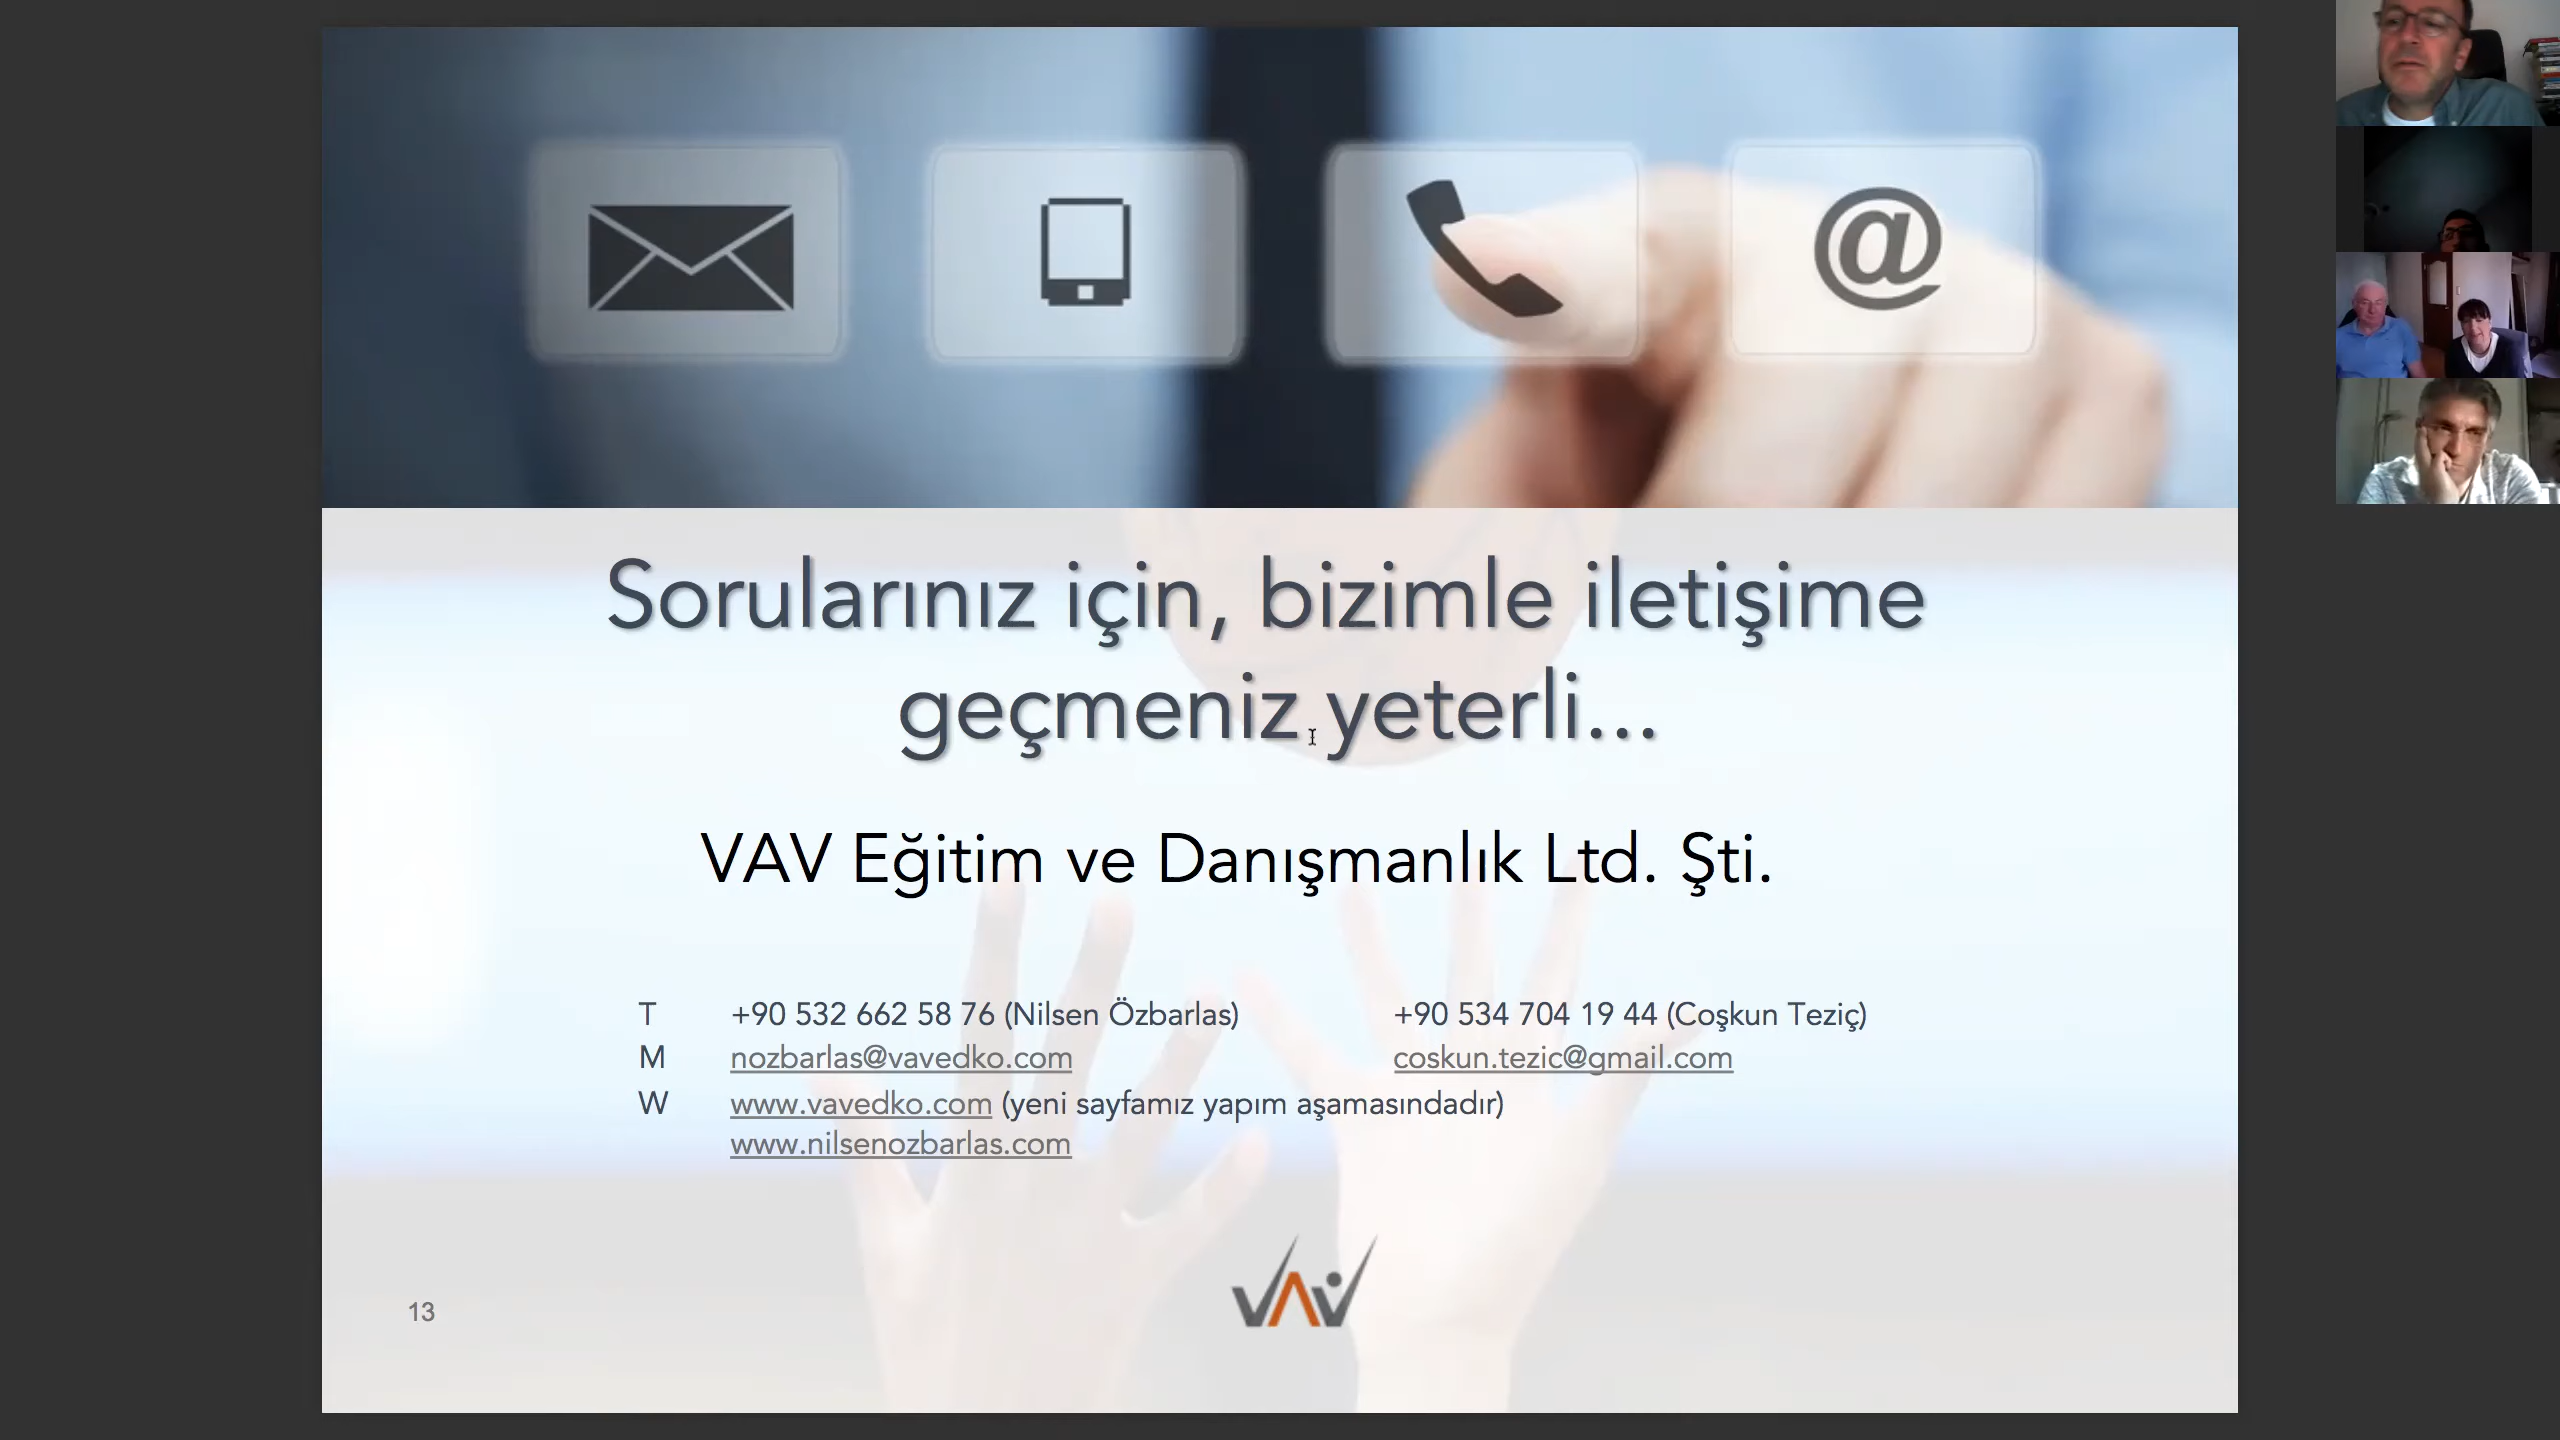 @
Sorularınız için, bizimle iletişime
geçmeniz yeterli...
VAV Eğitim ve Danışmanlık Ltd. Şti.
T +90 532 662 58 76 (Nilsen Özbarlas) +90 534 704 19 44 (Coşkun Teziç)
M nozbarlas@vavedko.com coskun.tezic@gmail.com
W www.vavedko.com (yeni sayfamız yapım aşamasındadır)
www.nilsenozbarlas.com
13
VAV